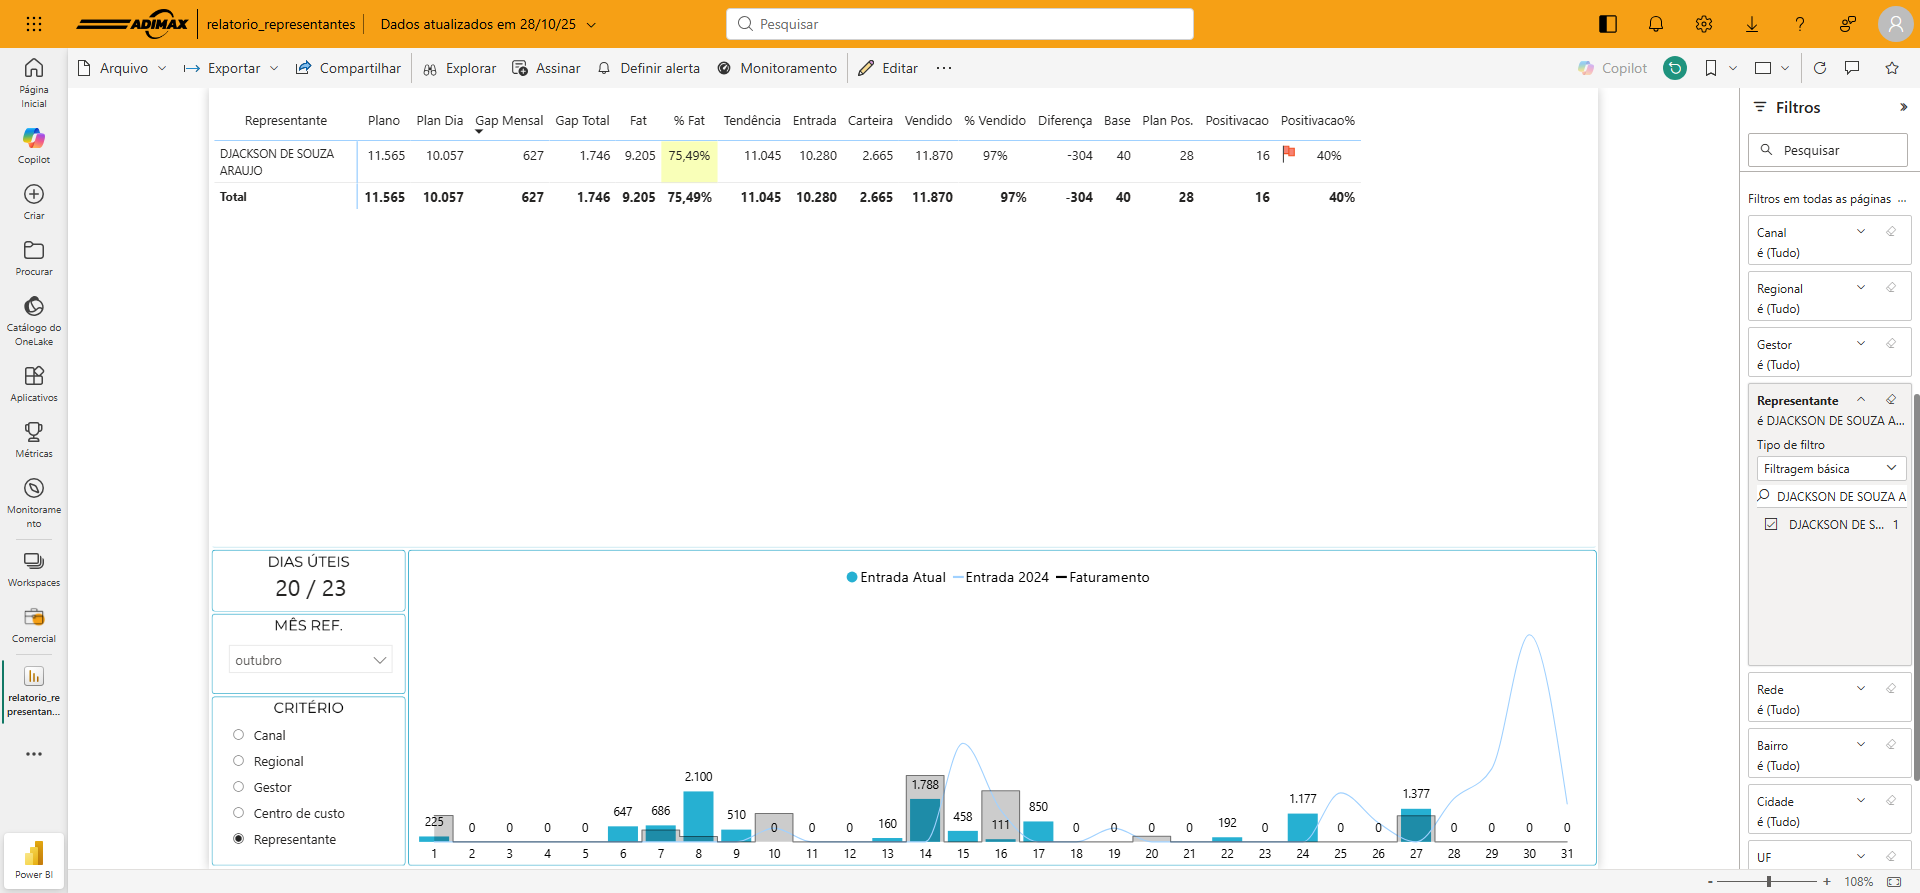 ADIMAX relatorio_representantes Dados atualizados em 28/10/25 Pesquisar
Arquivo Exportar Compartilhar Explorar Assinar Definir alerta Monitoramento Editar ... Copilot
Página Inicial
Copilot
Criar
Procurar
Catálogo do OneLake
Aplicativos
Métricas
Monitorame nto
Workspaces
Comercial
relatorio_re presentan...
Power BI
Representante Plano Plan Dia Gap Mensal Gap Total Fat % Fat Tendência Entrada Carteira Vendido % Vendido Diferença Base Plan Pos. Positivacao Positivacao%
DJACKSON DE SOUZA ARAUJO 11.565 10.057 627 1.746 9.205 75,49% 11.045 10.280 2.665 11.870 97% -304 40 28 16 40%
Total 11.565 10.057 627 1.746 9.205 75,49% 11.045 10.280 2.665 11.870 97% -304 40 28 16 40%
DIAS ÚTEIS
20 / 23
MÊS REF.
outubro
CRITÉRIO
Canal
Regional
Gestor
Centro de custo
Representante
Entrada Atual Entrada 2024 Faturamento
225 0 0 0 0 647 686 2.100 510 0 0 0 160 1.788 458 111 850 0 0 0 0 192 0 1.177 0 0 1.377 0 0 0 0
1 2 3 4 5 6 7 8 9 10 11 12 13 14 15 16 17 18 19 20 21 22 23 24 25 26 27 28 29 30 31
Filtros
Pesquisar
Filtros em todas as páginas ...
Canal
é (Tudo)
Regional
é (Tudo)
Gestor
é (Tudo)
Representante
é DJACKSON DE SOUZA A...
Tipo de filtro
Filtragem básica
DJACKSON DE SOUZA A
DJACKSON DE S... 1
Rede
é (Tudo)
Bairro
é (Tudo)
Cidade
é (Tudo)
UF
- + 108%